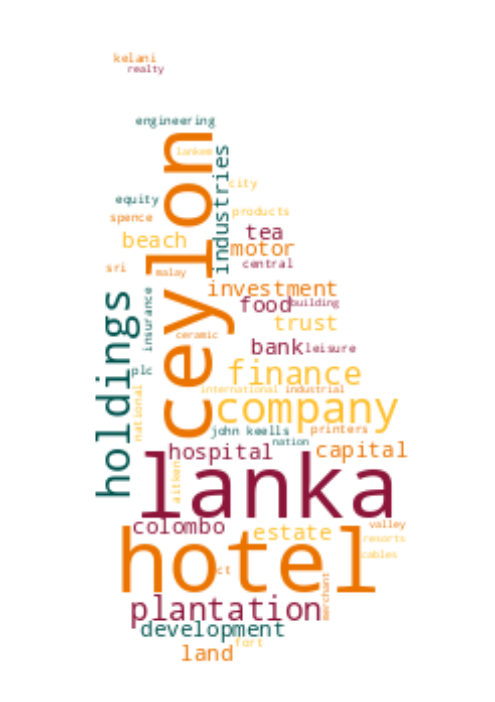 kelani
realty
engineering
ceylon
lankem
industries
city
equity
spence
products
beach
tea
motor
sri
malay
central
investment
holdings
insurance
food
building
trust
ceramic
bank
leisure
plc
finance
national
international
industrial
company
john keells
printers
nation
hospital
capital
lanka
aitken
colombo
estate
valley
resorts
hotel
cables
ct
merchant
plantation
development
fort
land